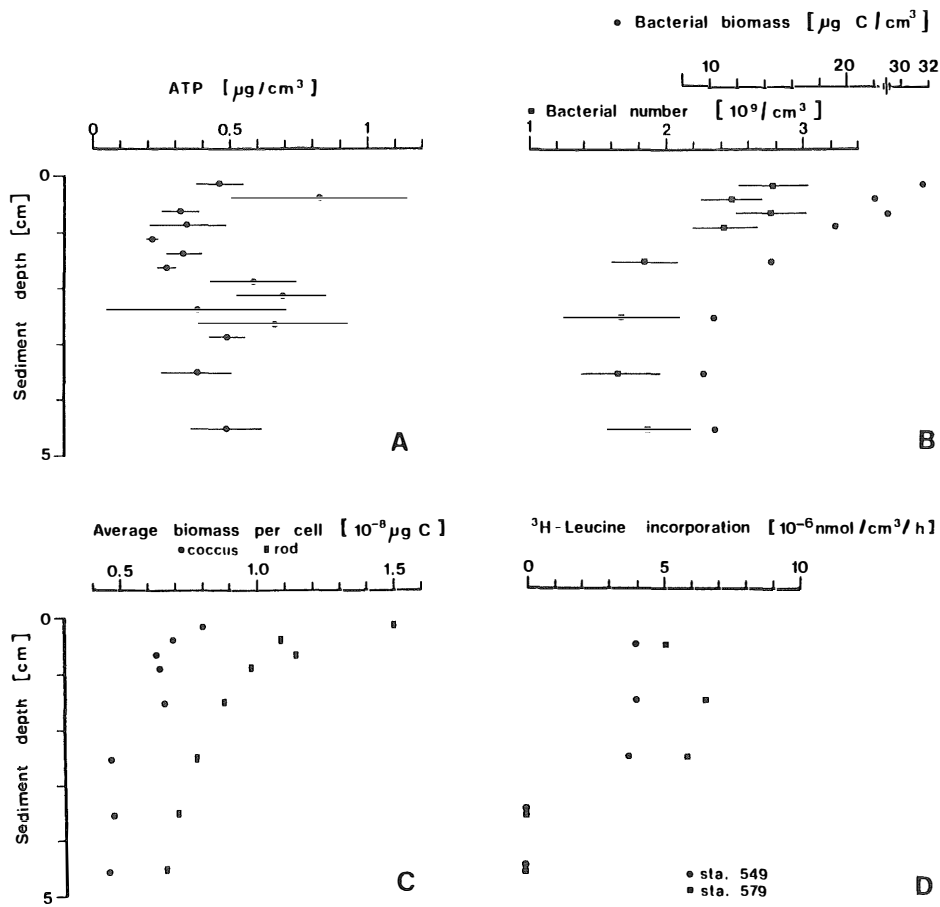 ● Bacterial biomass [µg C/cm³]
10 20 30 32
ATP [µg/cm³]
0 0.5 1
■ Bacterial number [10⁹/cm³]
1 2 3
0
Sediment depth [cm]
5
A
B
Average biomass per cell [10⁻⁸ µg C]
● coccus ▮ rod
0.5 1.0 1.5
³H-Leucine incorporation [10⁻⁶ nmol/cm³/h]
0 5 10
0
Sediment depth [cm]
5
C
● sta. 549
■ sta. 579
D